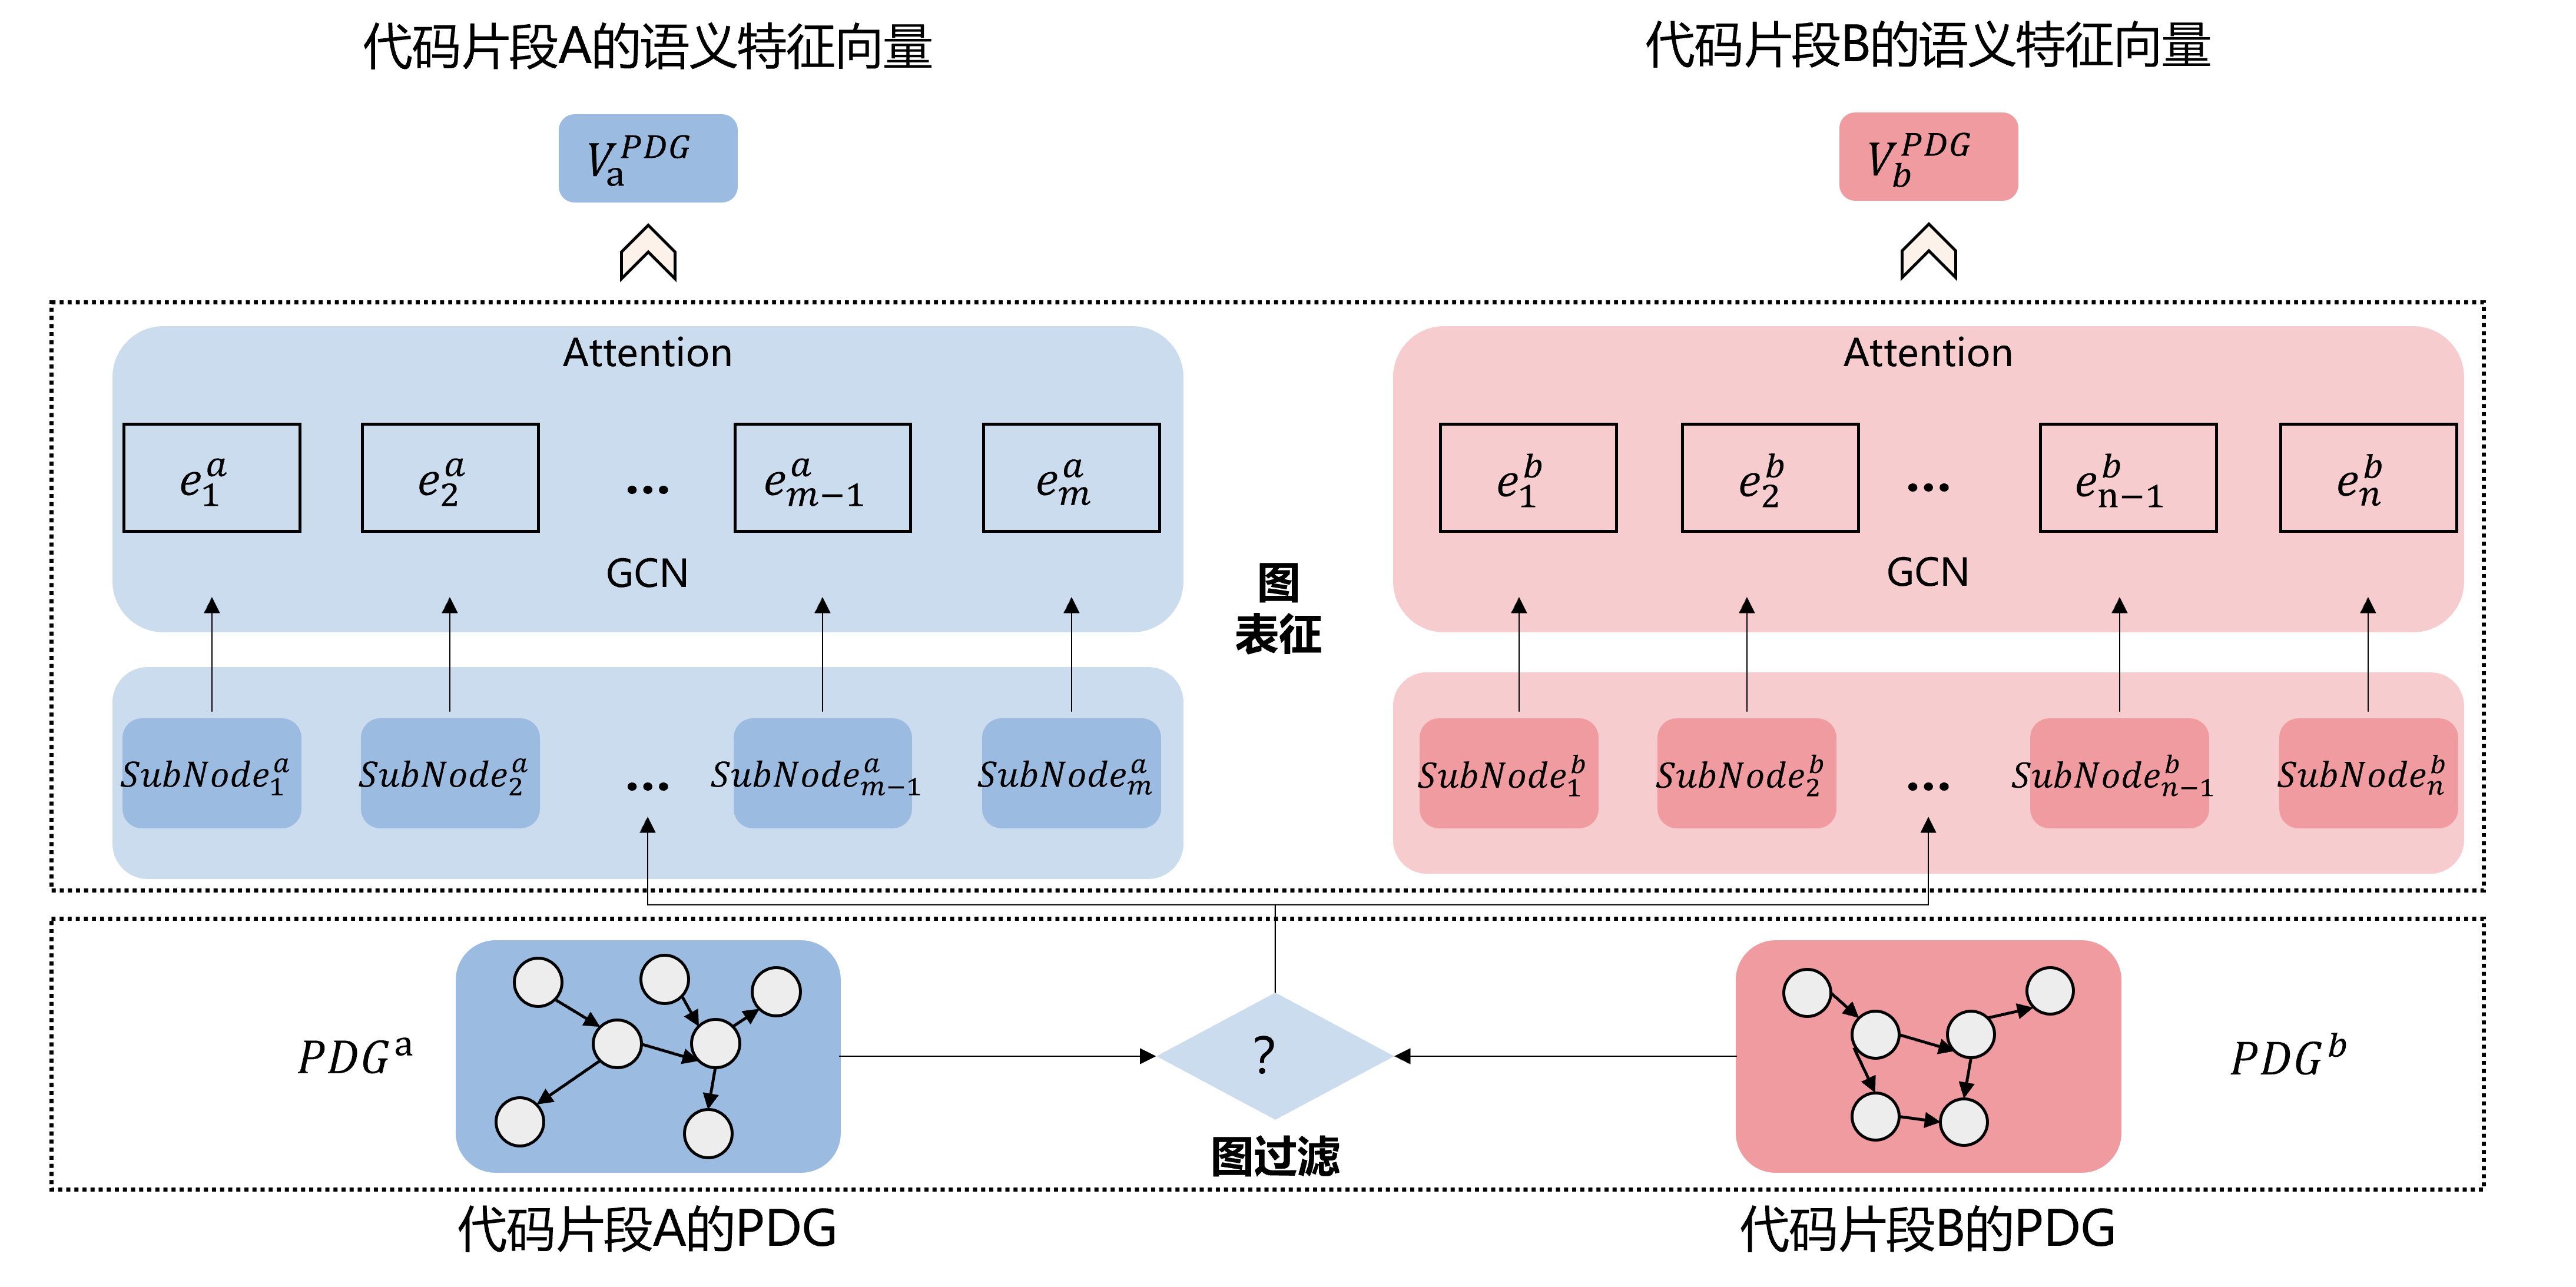 代码片段A的语义特征向量
代码片段B的语义特征向量
V_a^{PDG}
V_b^{PDG}
Attention
Attention
e_1^a e_2^a ... e_{m-1}^a e_m^a
e_1^b e_2^b ... e_{n-1}^b e_n^b
GCN
GCN
图
表征
SubNode_1^a SubNode_2^a ... SubNode_{m-1}^a SubNode_m^a
SubNode_1^b SubNode_2^b ... SubNode_{n-1}^b SubNode_n^b
PDG^a
?
PDG^b
图过滤
代码片段A的PDG
代码片段B的PDG